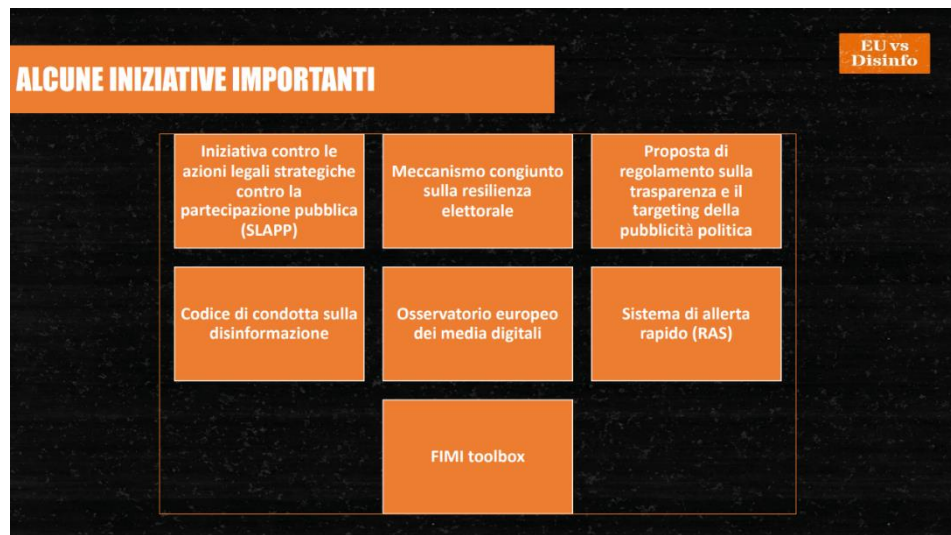 EU vs
Disinfo
ALCUNE INIZIATIVE IMPORTANTI
Iniziativa contro le
azioni legali strategiche
contro la
partecipazione pubblica
(SLAPP)
Meccanismo congiunto
sulla resilienza
elettorale
Proposta di
regolamento sulla
trasparenza e il
targeting della
pubblicità politica
Codice di condotta sulla
disinformazione
Osservatorio europeo
dei media digitali
Sistema di allerta
rapido (RAS)
FIMI toolbox